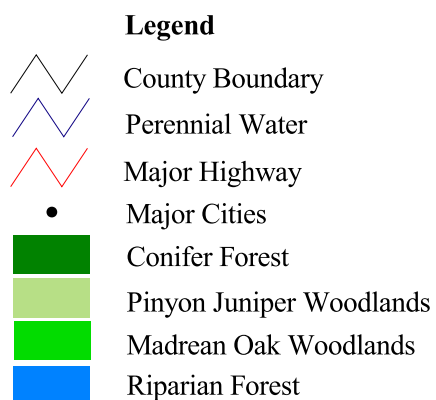 Legend
County Boundary
Perennial Water
Major Highway
Major Cities
Conifer Forest
Pinyon Juniper Woodlands
Madrean Oak Woodlands
Riparian Forest